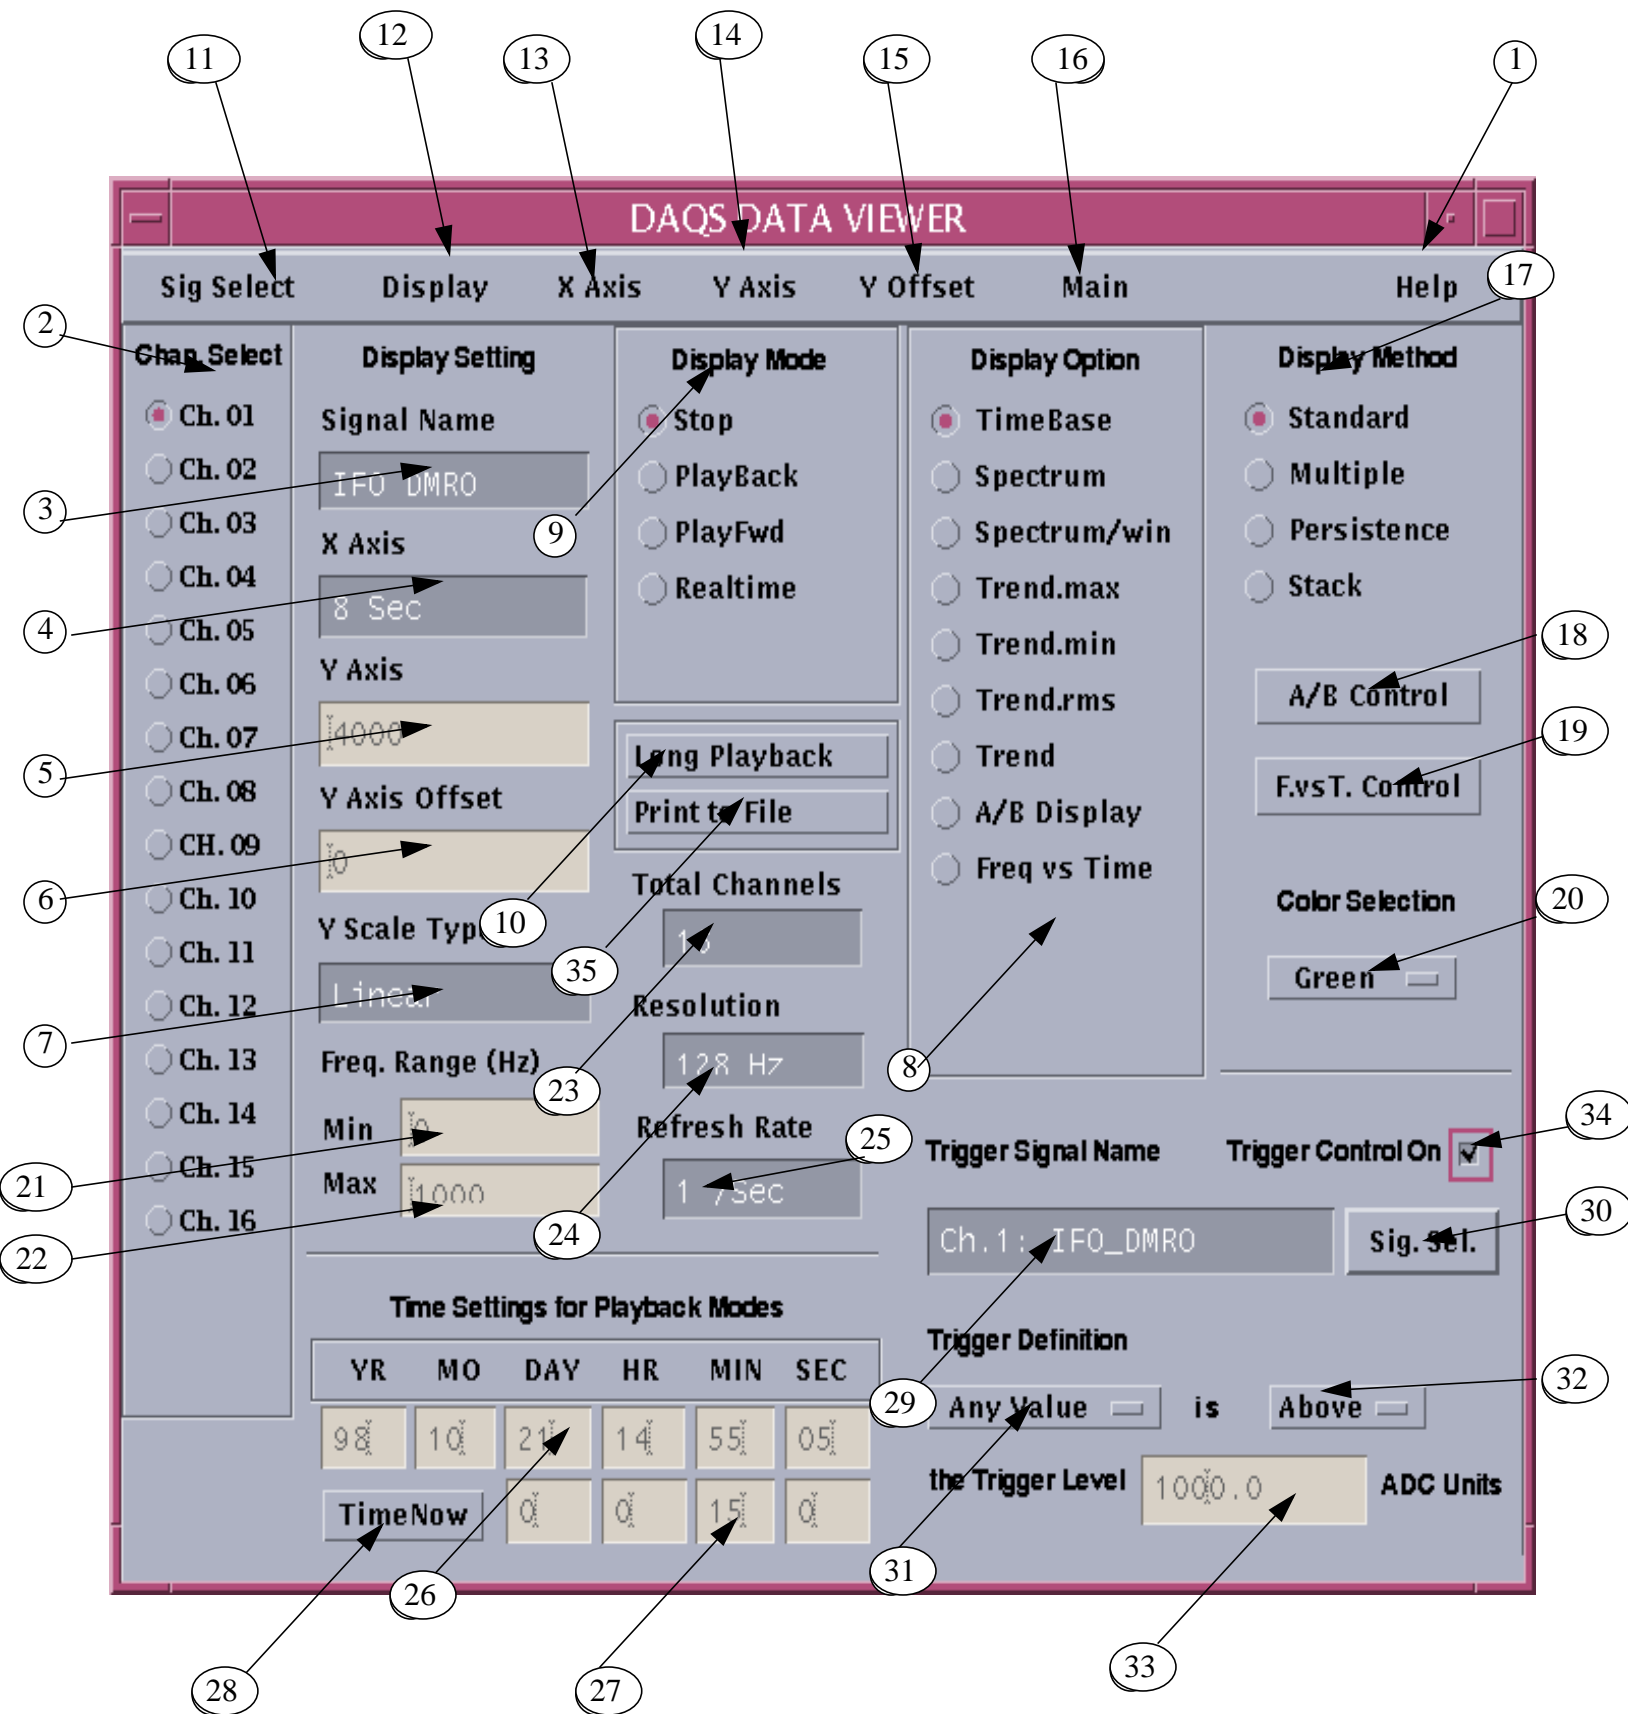 11
12
13
14
15
16
1
DAQS DATA VIEWER
Sig Select Display X Axis Y Axis Y Offset Main Help
17
2
Chan Select
Ch. 01
Ch. 02
Ch. 03
Ch. 04
Ch. 05
Ch. 06
Ch. 07
Ch. 08
CH. 09
Ch. 10
Ch. 11
Ch. 12
Ch. 13
Ch. 14
Ch. 15
Ch. 16
3
4
5
6
7
21
22
Display Setting
Signal Name
IFO DMRO
X Axis
8 Sec
Y Axis
4000
Y Axis Offset
0
Y Scale Typ
Linear
Freq. Range (Hz)
Min 0
Max 1000
Display Mode
Stop
PlayBack
PlayFwd
Realtime
9
Long Playback
Print to File
10
35
Total Channels
16
Resolution
128 Hz
23
Refresh Rate
1 /Sec
25
24
Display Option
TimeBase
Spectrum
Spectrum/win
Trend.max
Trend.min
Trend.rms
Trend
A/B Display
Freq vs Time
8
Display Method
Standard
Multiple
Persistence
Stack
A/B Control
18
F.vsT. Control
19
Color Selection
Green
20
Time Settings for Playback Modes
YR MO DAY HR MIN SEC
98 10 21 14 55 05
TimeNow 0 0 15 0
28
26
27
Trigger Signal Name Trigger Control On
34
Ch.1: IFO_DMRO Sig. Sel.
30
Trigger Definition
29
Any Value is Above
32
the Trigger Level 1000.0 ADC Units
31
33